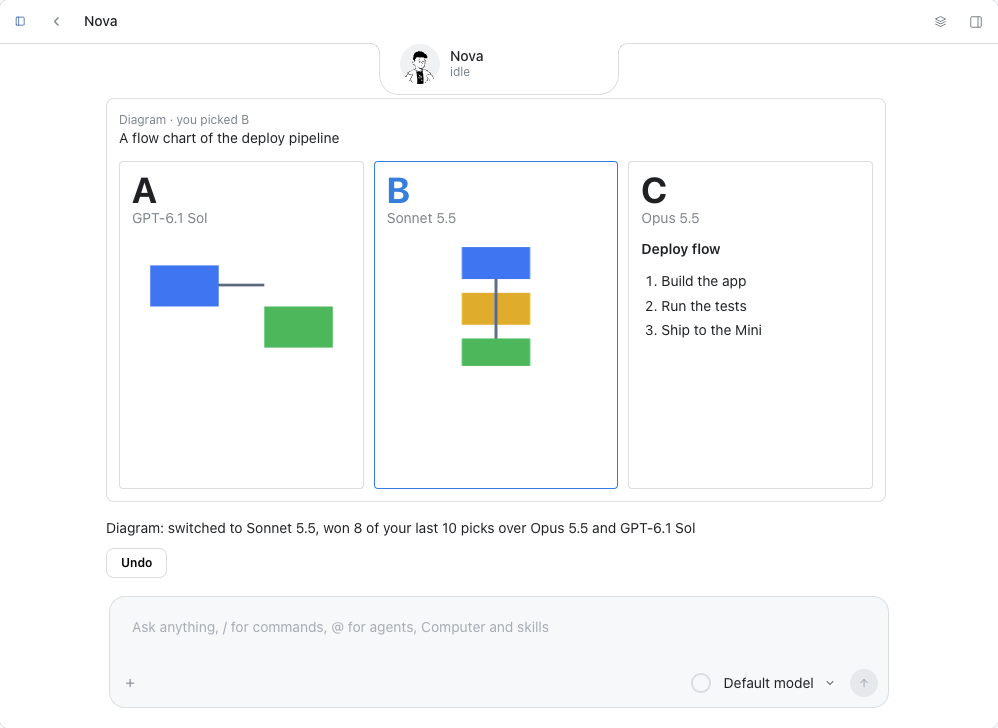 Nova
Nova
idle
Diagram · you picked B
A flow chart of the deploy pipeline
A
GPT-6.1 Sol
B
Sonnet 5.5
C
Opus 5.5
Deploy flow
1. Build the app
2. Run the tests
3. Ship to the Mini
Diagram: switched to Sonnet 5.5, won 8 of your last 10 picks over Opus 5.5 and GPT-6.1 Sol
Undo
Ask anything, / for commands, @ for agents, Computer and skills
Default model